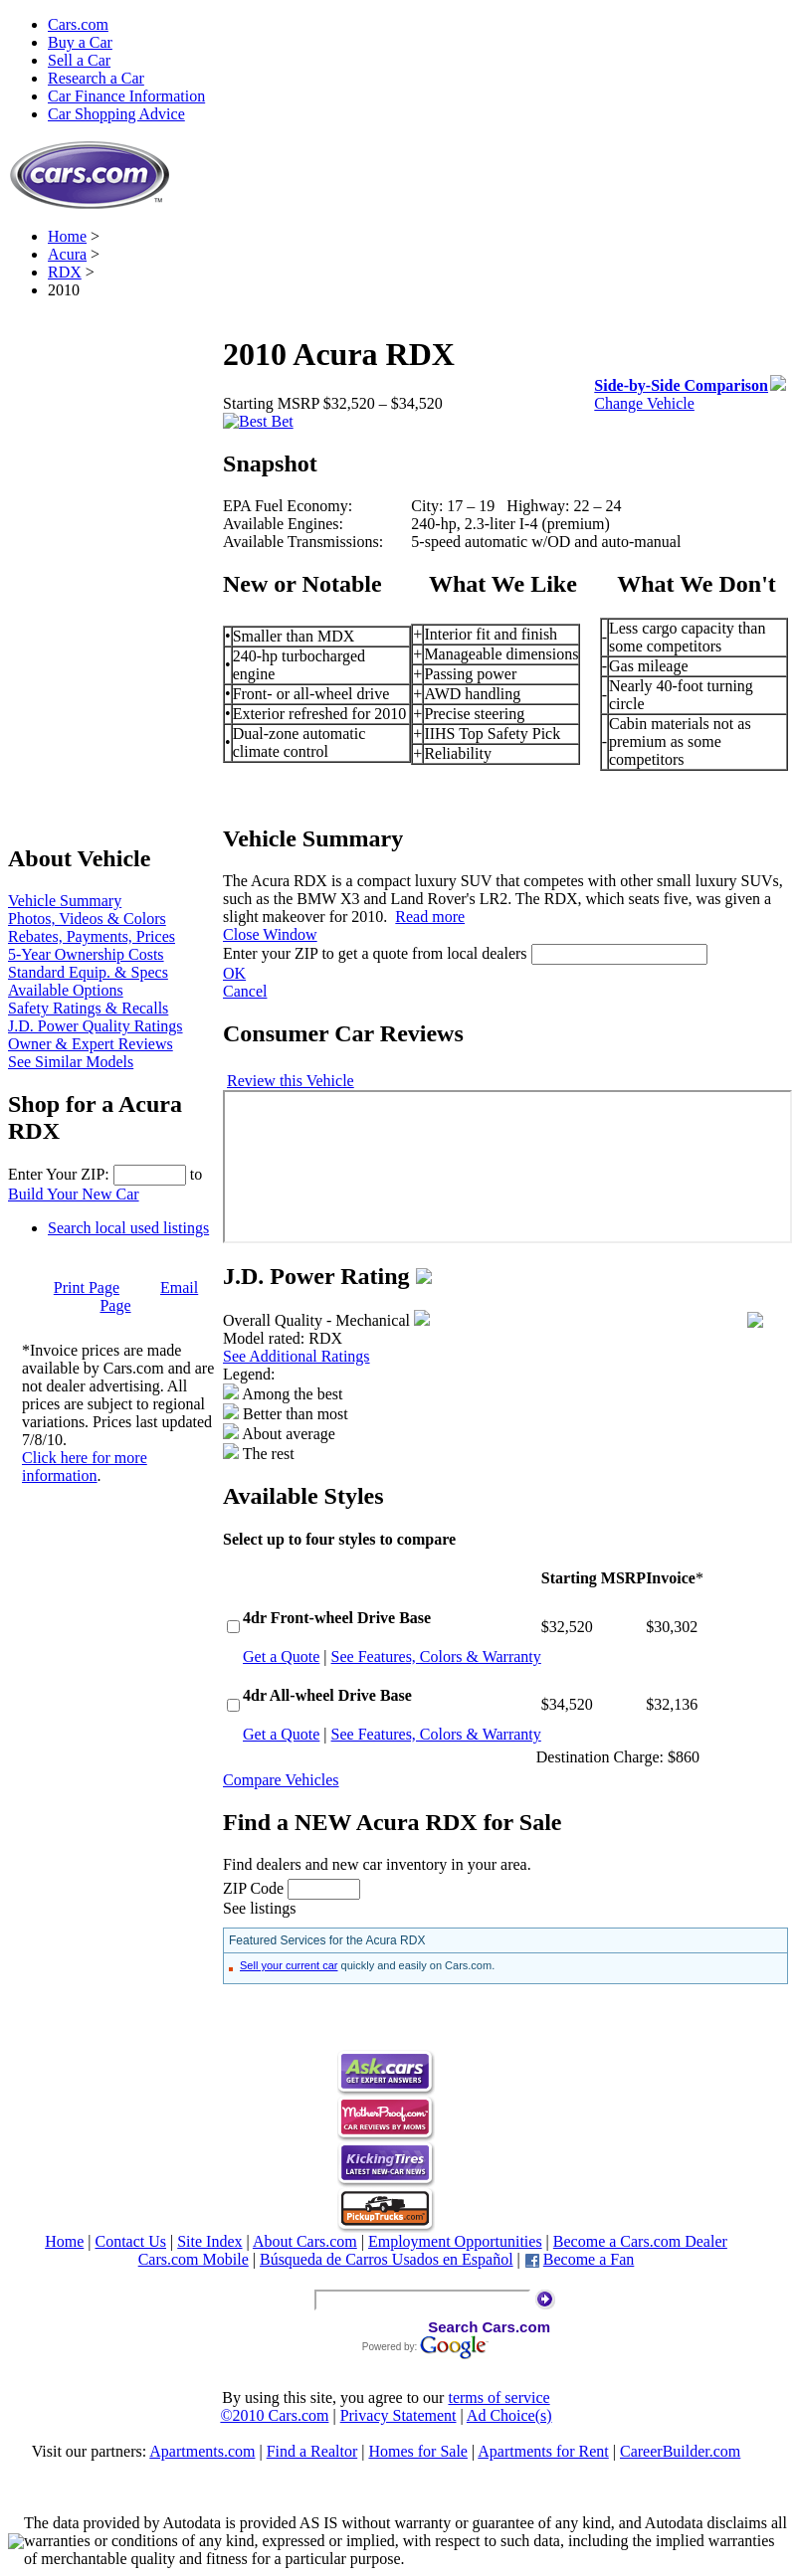 Cars.com
Buy a Car
Sell a Car
Research a Car
Car Finance Information
Car Shopping Advice
cars.com™
Home >
Acura >
RDX >
2010
2010 Acura RDX
Side-by-Side Comparison
Starting MSRP $32,520 – $34,520
Change Vehicle
Best Bet
Snapshot
EPA Fuel Economy: City: 17 – 19 Highway: 22 – 24
Available Engines: 240-hp, 2.3-liter I-4 (premium)
Available Transmissions: 5-speed automatic w/OD and auto-manual
New or Notable
• Smaller than MDX
• 240-hp turbocharged
engine
• Front- or all-wheel drive
• Exterior refreshed for 2010
• Dual-zone automatic
climate control
What We Like
+ Interior fit and finish
+ Manageable dimensions
+ Passing power
+ AWD handling
+ Precise steering
+ IIHS Top Safety Pick
+ Reliability
What We Don't
- Less cargo capacity than
some competitors
- Gas mileage
- Nearly 40-foot turning
circle
- Cabin materials not as
premium as some
competitors
About Vehicle
Vehicle Summary
Photos, Videos & Colors
Rebates, Payments, Prices
5-Year Ownership Costs
Standard Equip. & Specs
Available Options
Safety Ratings & Recalls
J.D. Power Quality Ratings
Owner & Expert Reviews
See Similar Models
Shop for a Acura
RDX
Enter Your ZIP: to
Build Your New Car
Search local used listings
Print Page Email
Page
*Invoice prices are made
available by Cars.com and are
not dealer advertising. All
prices are subject to regional
variations. Prices last updated
7/8/10.
Click here for more
information.
Vehicle Summary
The Acura RDX is a compact luxury SUV that competes with other small luxury SUVs,
such as the BMW X3 and Land Rover's LR2. The RDX, which seats five, was given a
slight makeover for 2010. Read more
Close Window
Enter your ZIP to get a quote from local dealers
OK
Cancel
Consumer Car Reviews
Review this Vehicle
J.D. Power Rating
Overall Quality - Mechanical
Model rated: RDX
See Additional Ratings
Legend:
Among the best
Better than most
About average
The rest
Available Styles
Select up to four styles to compare
Starting MSRP Invoice*
4dr Front-wheel Drive Base
$32,520 $30,302
Get a Quote | See Features, Colors & Warranty
4dr All-wheel Drive Base
$34,520 $32,136
Get a Quote | See Features, Colors & Warranty
Destination Charge: $860
Compare Vehicles
Find a NEW Acura RDX for Sale
Find dealers and new car inventory in your area.
ZIP Code
See listings
Featured Services for the Acura RDX
Sell your current car quickly and easily on Cars.com.
Ask.cars
GET EXPERT ANSWERS
MotherProof.com™
CAR REVIEWS BY MOMS
KickingTires
LATEST NEW-CAR NEWS
PickupTrucks.com
Home | Contact Us | Site Index | About Cars.com | Employment Opportunities | Become a Cars.com Dealer
Cars.com Mobile | Búsqueda de Carros Usados en Español | Become a Fan
Search Cars.com
Powered by: Google
By using this site, you agree to our terms of service
©2010 Cars.com | Privacy Statement | Ad Choice(s)
Visit our partners: Apartments.com | Find a Realtor | Homes for Sale | Apartments for Rent | CareerBuilder.com
The data provided by Autodata is provided AS IS without warranty or guarantee of any kind, and Autodata disclaims all
warranties or conditions of any kind, expressed or implied, with respect to such data, including the implied warranties
of merchantable quality and fitness for a particular purpose.